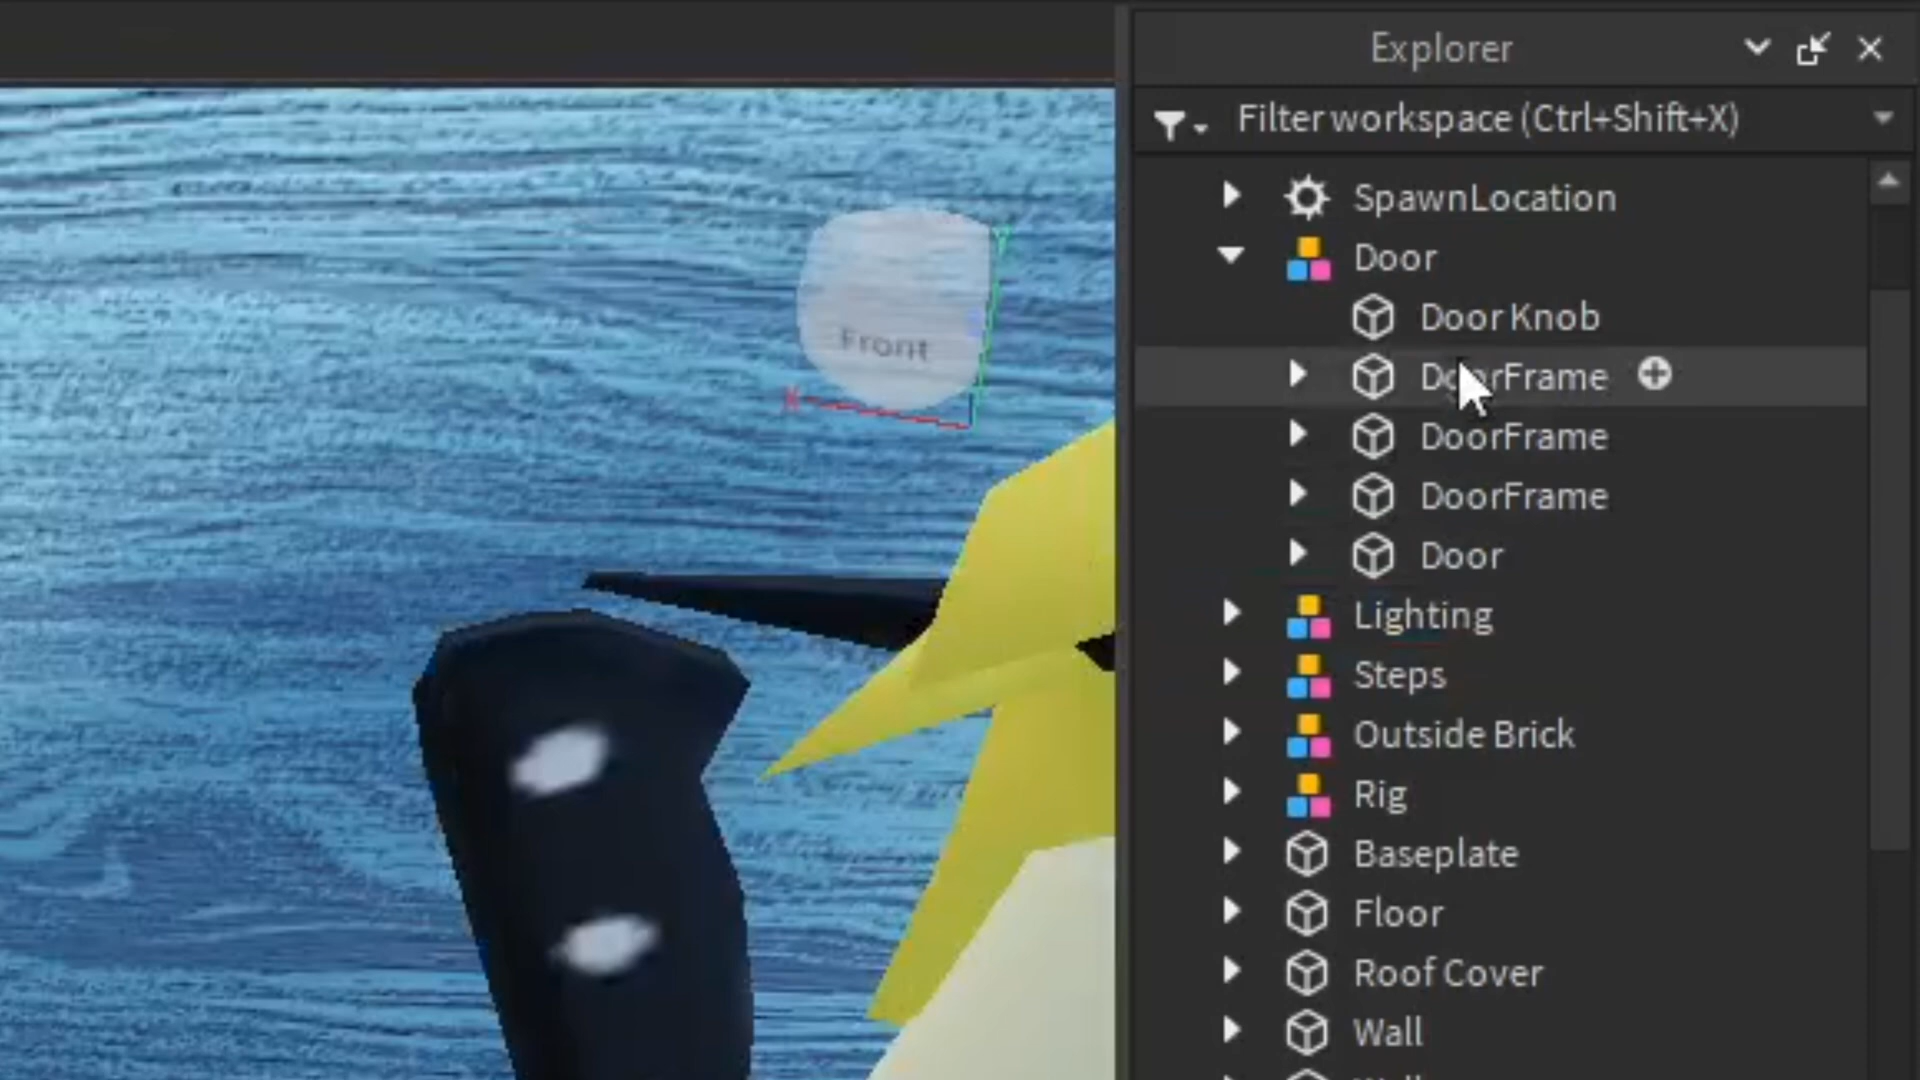 Explorer
Filter workspace (Ctrl+Shift+X)
SpawnLocation
Door
Door Knob
DoorFrame
DoorFrame
DoorFrame
Door
Lighting
Steps
Outside Brick
Rig
Baseplate
Floor
Roof Cover
Wall
Front
X
Y